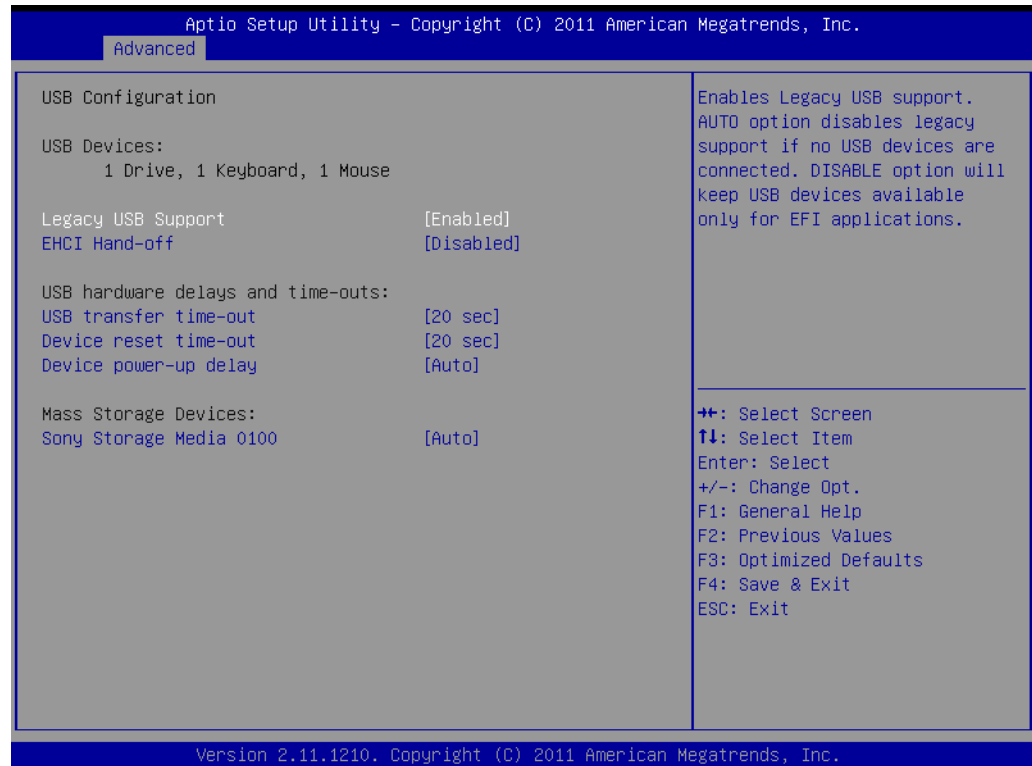 Aptio Setup Utility – Copyright (C) 2011 American Megatrends, Inc.
Advanced
USB Configuration
USB Devices:
1 Drive, 1 Keyboard, 1 Mouse
Legacy USB Support [Enabled]
EHCI Hand-off [Disabled]
USB hardware delays and time-outs:
USB transfer time-out [20 sec]
Device reset time-out [20 sec]
Device power-up delay [Auto]
Mass Storage Devices:
Sony Storage Media 0100 [Auto]
Enables Legacy USB support.
AUTO option disables legacy
support if no USB devices are
connected. DISABLE option will
keep USB devices available
only for EFI applications.
→←: Select Screen
↑↓: Select Item
Enter: Select
+/-: Change Opt.
F1: General Help
F2: Previous Values
F3: Optimized Defaults
F4: Save & Exit
ESC: Exit
Version 2.11.1210. Copyright (C) 2011 American Megatrends, Inc.